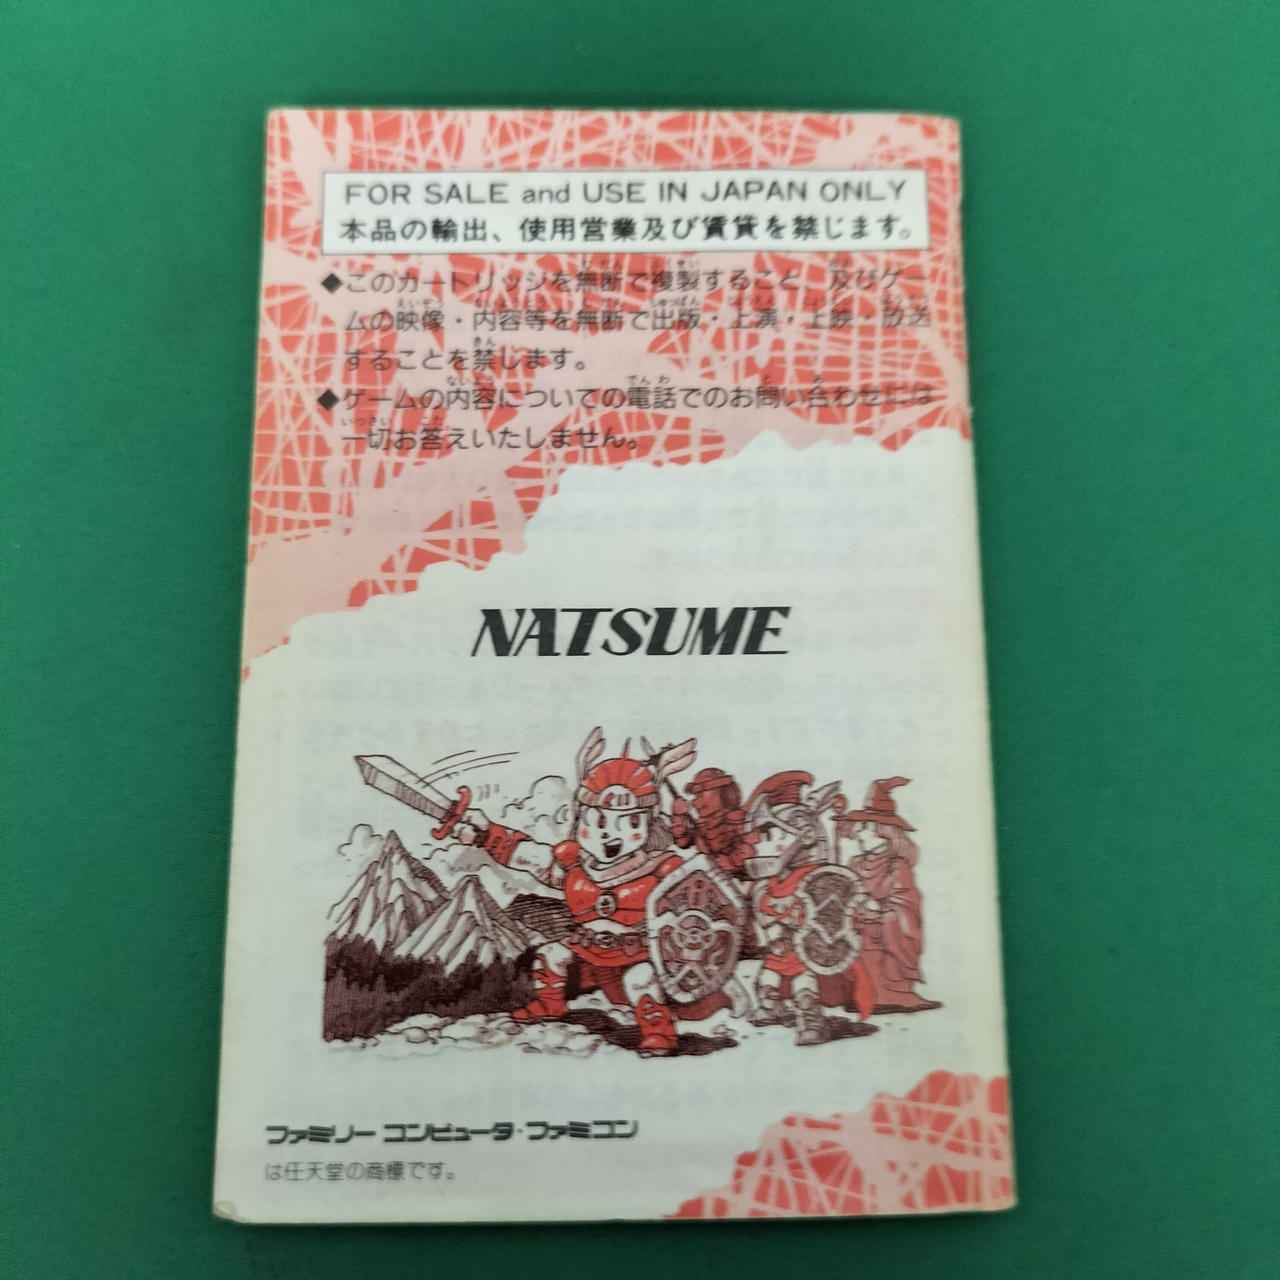 FOR SALE and USE IN JAPAN ONLY
本品の輸出、使用営業及び賃貸を禁じます。
◆このカートリッジを無断で複製すること、及びゲー
ムの映像・内容等を無断で出版・上演・上映・放送
することを禁じます。
◆ゲームの内容についての電話でのお問い合わせには
一切お答えいたしません。
NATSUME
ファミリー コンピュータ・ファミコン
は任天堂の商標です。